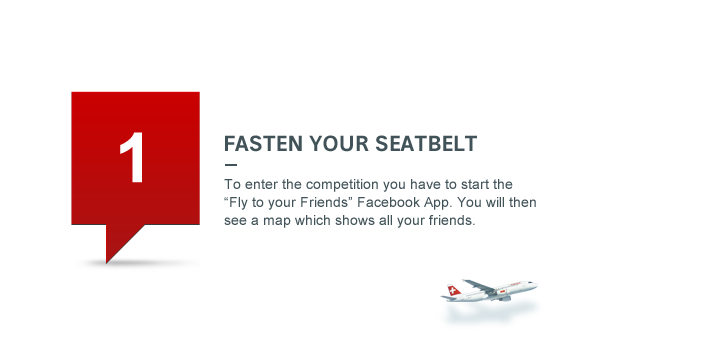 1
FASTEN YOUR SEATBELT
To enter the competition you have to start the
“Fly to your Friends” Facebook App. You will then
see a map which shows all your friends.